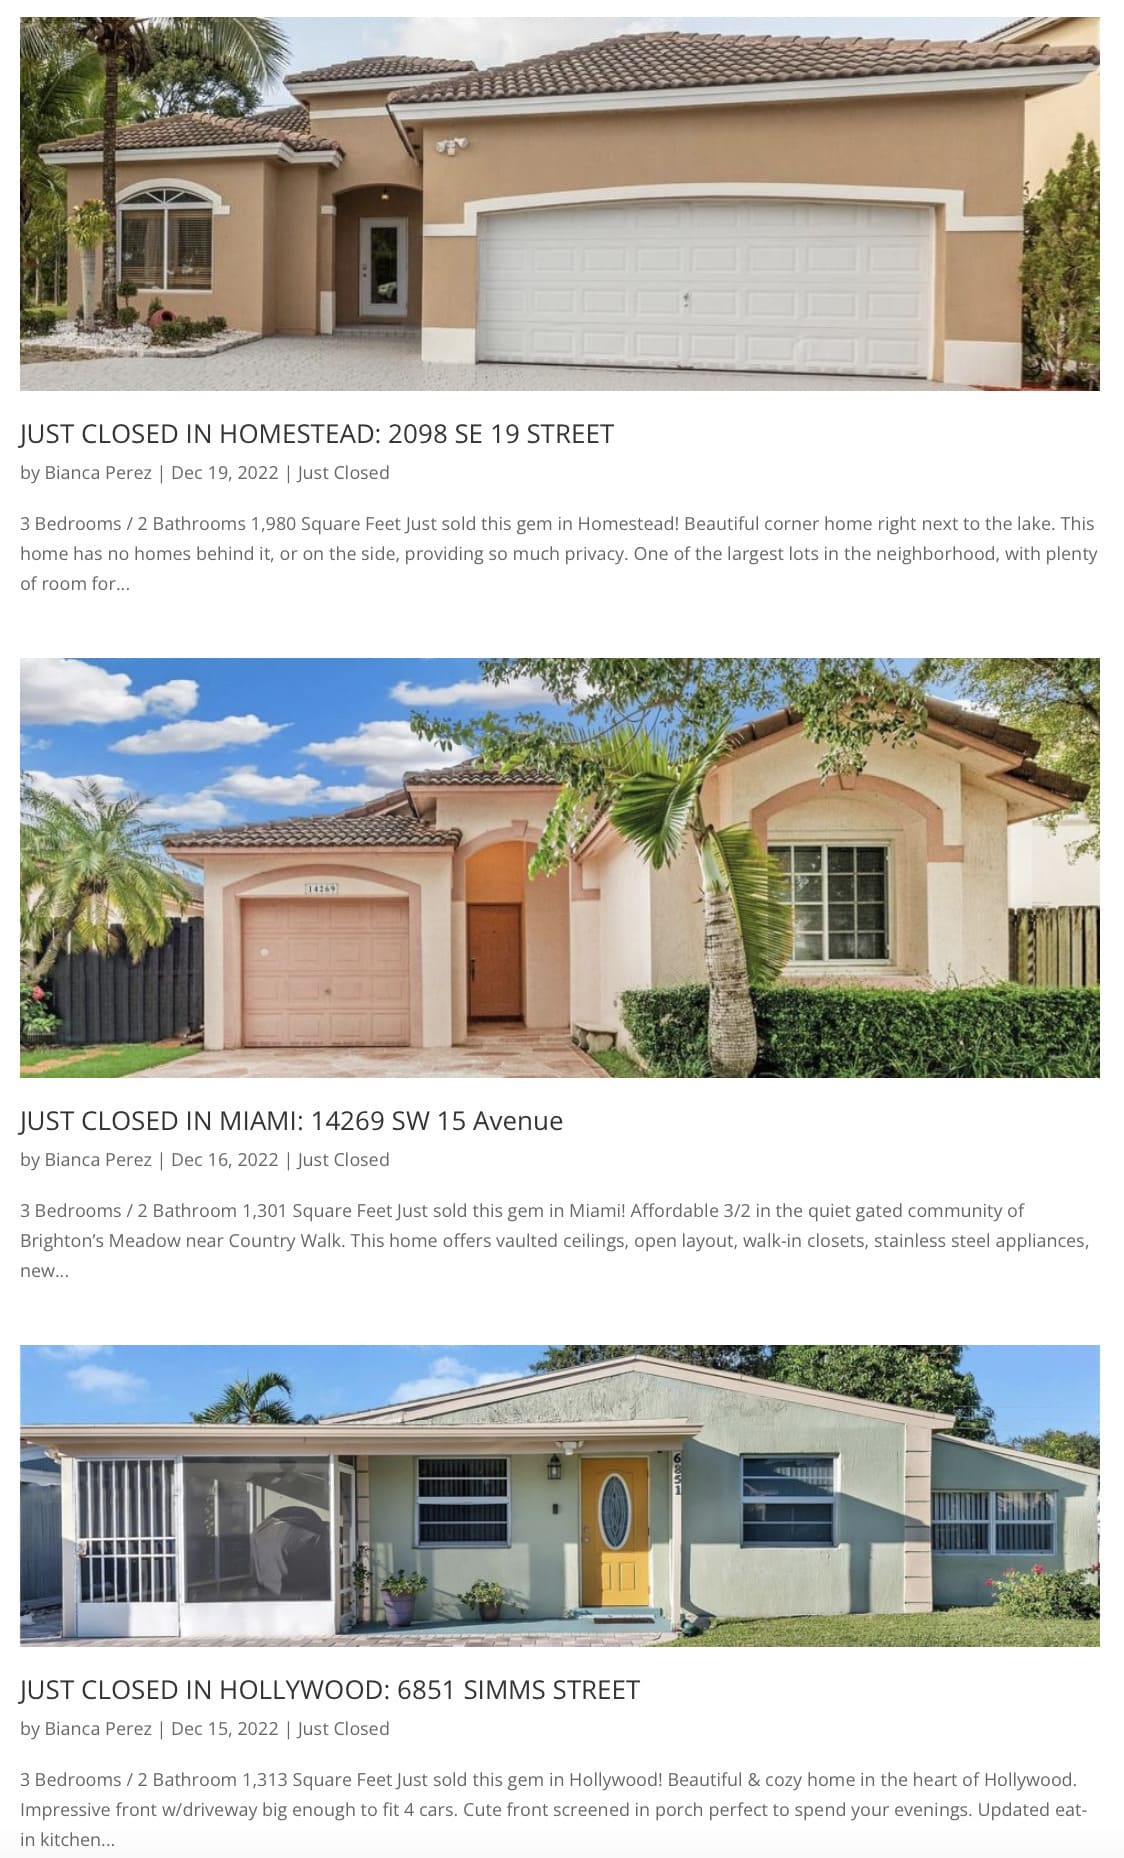 JUST CLOSED IN HOMESTEAD: 2098 SE 19 STREET
by Bianca Perez | Dec 19, 2022 | Just Closed
3 Bedrooms / 2 Bathrooms 1,980 Square Feet Just sold this gem in Homestead! Beautiful corner home right next to the lake. This
home has no homes behind it, or on the side, providing so much privacy. One of the largest lots in the neighborhood, with plenty
of room for...
14269
JUST CLOSED IN MIAMI: 14269 SW 15 Avenue
by Bianca Perez | Dec 16, 2022 | Just Closed
3 Bedrooms / 2 Bathroom 1,301 Square Feet Just sold this gem in Miami! Affordable 3/2 in the quiet gated community of
Brighton’s Meadow near Country Walk. This home offers vaulted ceilings, open layout, walk-in closets, stainless steel appliances,
new...
6851
JUST CLOSED IN HOLLYWOOD: 6851 SIMMS STREET
by Bianca Perez | Dec 15, 2022 | Just Closed
3 Bedrooms / 2 Bathroom 1,313 Square Feet Just sold this gem in Hollywood! Beautiful & cozy home in the heart of Hollywood.
Impressive front w/driveway big enough to fit 4 cars. Cute front screened in porch perfect to spend your evenings. Updated eat-
in kitchen...